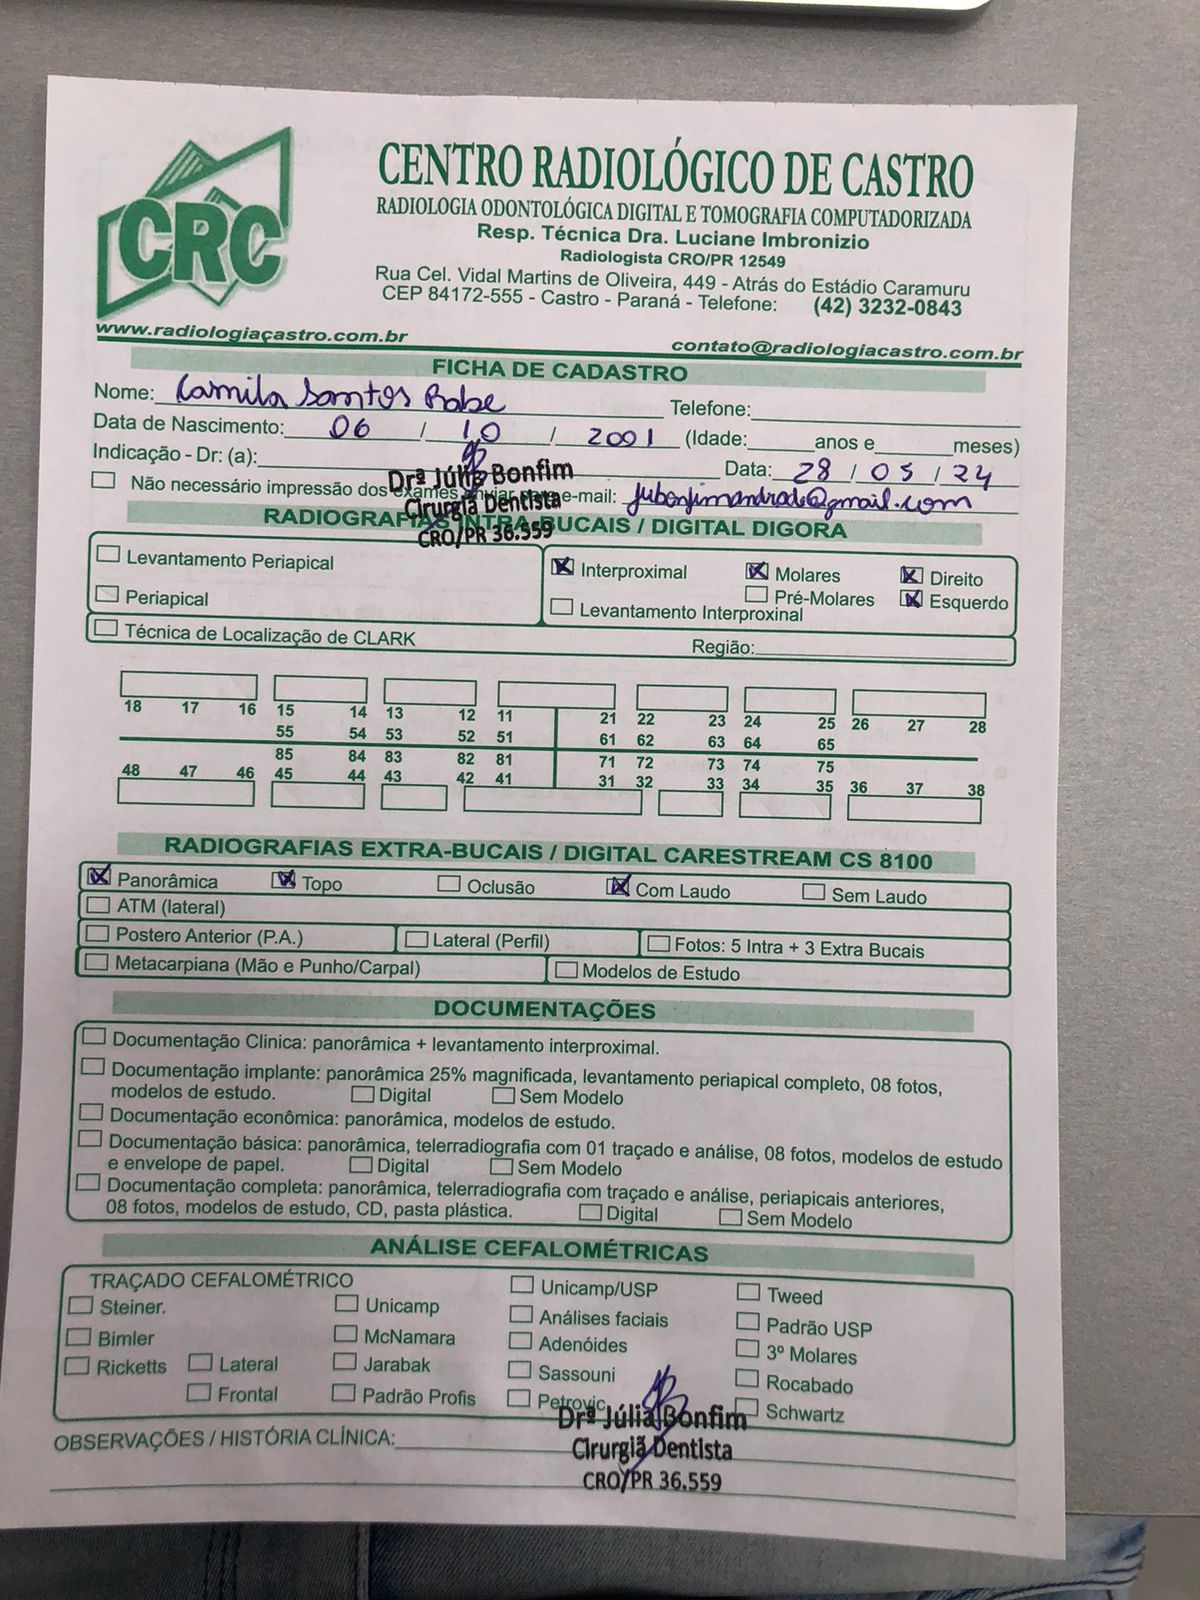 CRC
CENTRO RADIOLÓGICO DE CASTRO
RADIOLOGIA ODONTOLÓGICA DIGITAL E TOMOGRAFIA COMPUTADORIZADA
Resp. Técnica Dra. Luciane Imbronizio
Radiologista CRO/PR 12549
Rua Cel. Vidal Martins de Oliveira, 449 - Atrás do Estádio Caramuru
CEP 84172-555 - Castro - Paraná - Telefone: (42) 3232-0843
www.radiologiacastro.com.br contato@radiologiacastro.com.br
FICHA DE CADASTRO
Nome: Camila Santos Telefone:
Data de Nascimento: 06 / 10 / 2001 (Idade: anos e meses)
Indicação - Dr: (a): Data: 28 / 05 / 24
Drª Júlia Bonfim
Cirurgiã Dentista
CRO/PR 36.559
Não necessário impressão dos exames e-mail: jubonfimandrade@gmail.com
RADIOGRAFIAS INTRA-BUCAIS / DIGITAL DIGORA
Levantamento Periapical
Periapical
Interproximal Molares Direito
Pré-Molares Esquerdo
Levantamento Interproxinal
Técnica de Localização de CLARK Região:
18 17 16 15 14 13 12 11 21 22 23 24 25 26 27 28
55 54 53 52 51 61 62 63 64 65
85 84 83 82 81 71 72 73 74 75
48 47 46 45 44 43 42 41 31 32 33 34 35 36 37 38
RADIOGRAFIAS EXTRA-BUCAIS / DIGITAL CARESTREAM CS 8100
Panorâmica Topo Oclusão Com Laudo Sem Laudo
ATM (lateral)
Postero Anterior (P.A.) Lateral (Perfil) Fotos: 5 Intra + 3 Extra Bucais
Metacarpiana (Mão e Punho/Carpal) Modelos de Estudo
DOCUMENTAÇÕES
Documentação Clinica: panorâmica + levantamento interproximal.
Documentação implante: panorâmica 25% magnificada, levantamento periapical completo, 08 fotos,
modelos de estudo. Digital Sem Modelo
Documentação econômica: panorâmica, modelos de estudo.
Documentação básica: panorâmica, telerradiografia com 01 traçado e análise, 08 fotos, modelos de estudo
e envelope de papel. Digital Sem Modelo
Documentação completa: panorâmica, telerradiografia com traçado e análise, periapicais anteriores,
08 fotos, modelos de estudo, CD, pasta plástica. Digital Sem Modelo
ANÁLISE CEFALOMÉTRICAS
TRAÇADO CEFALOMÉTRICO Unicamp/USP Tweed
Steiner. Unicamp Análises faciais Padrão USP
Bimler McNamara Adenóides 3º Molares
Ricketts Lateral Jarabak Sassouni Rocabado
Frontal Padrão Profis Petrovic Schwartz
Drª Júlia Bonfim
Cirurgiã Dentista
CRO/PR 36.559
OBSERVAÇÕES / HISTÓRIA CLÍNICA: